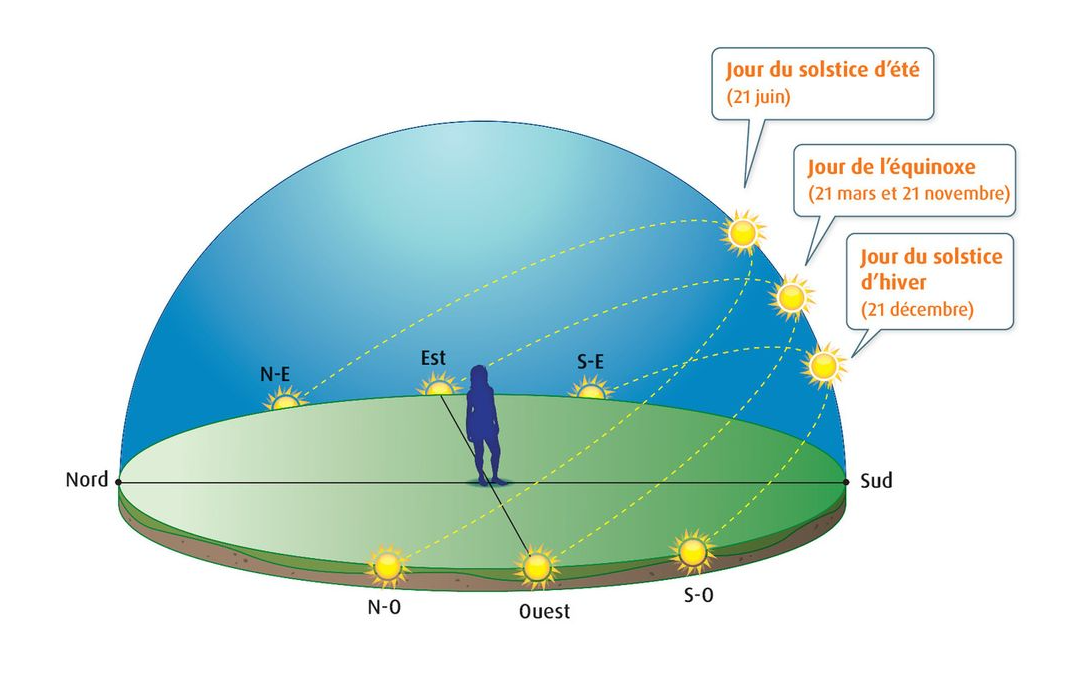 Jour du solstice d'été
(21 juin)
Jour de l'équinoxe
(21 mars et 21 novembre)
Jour du solstice
d'hiver
(21 décembre)
N-E
Est
S-E
Nord
Sud
N-O
Ouest
S-O